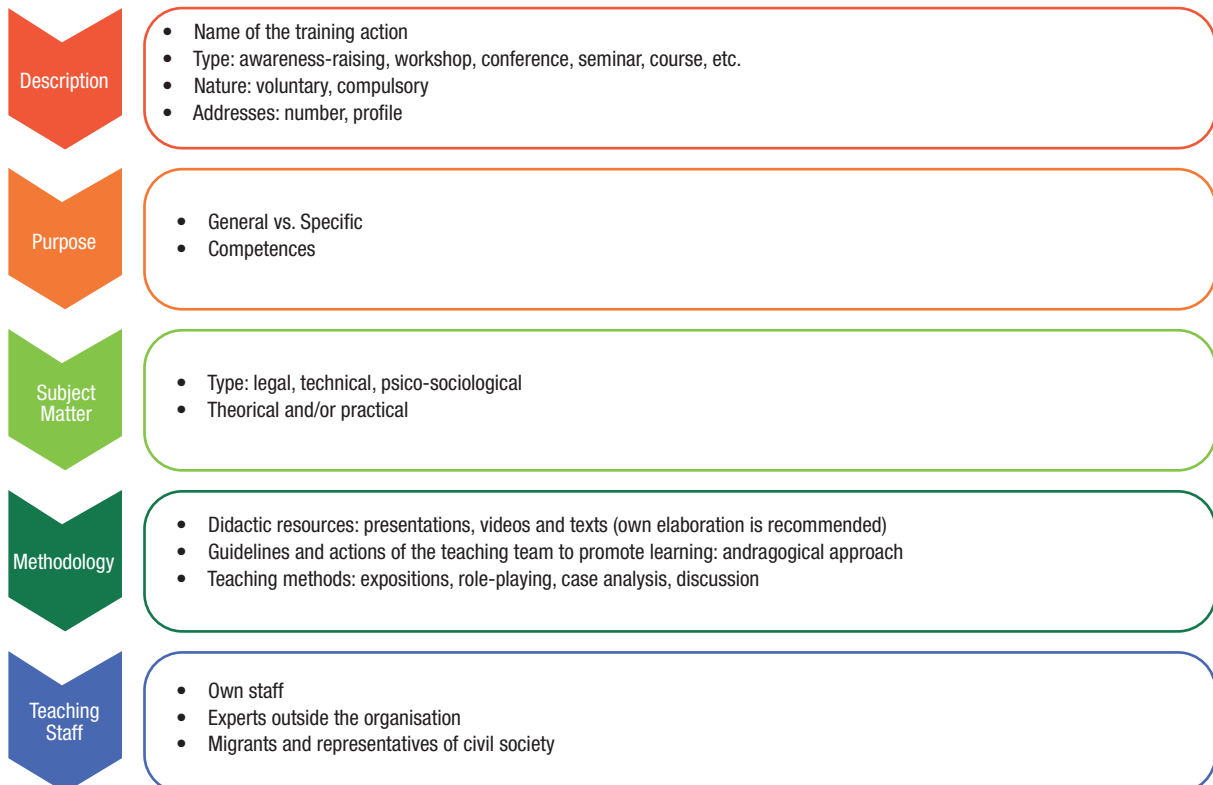 Description
• Name of the training action
• Type: awareness-raising, workshop, conference, seminar, course, etc.
• Nature: voluntary, compulsory
• Addresses: number, profile
Purpose
• General vs. Specific
• Competences
Subject
Matter
• Type: legal, technical, psico-sociological
• Theorical and/or practical
Methodology
• Didactic resources: presentations, videos and texts (own elaboration is recommended)
• Guidelines and actions of the teaching team to promote learning: andragogical approach
• Teaching methods: expositions, role-playing, case analysis, discussion
Teaching
Staff
• Own staff
• Experts outside the organisation
• Migrants and representatives of civil society